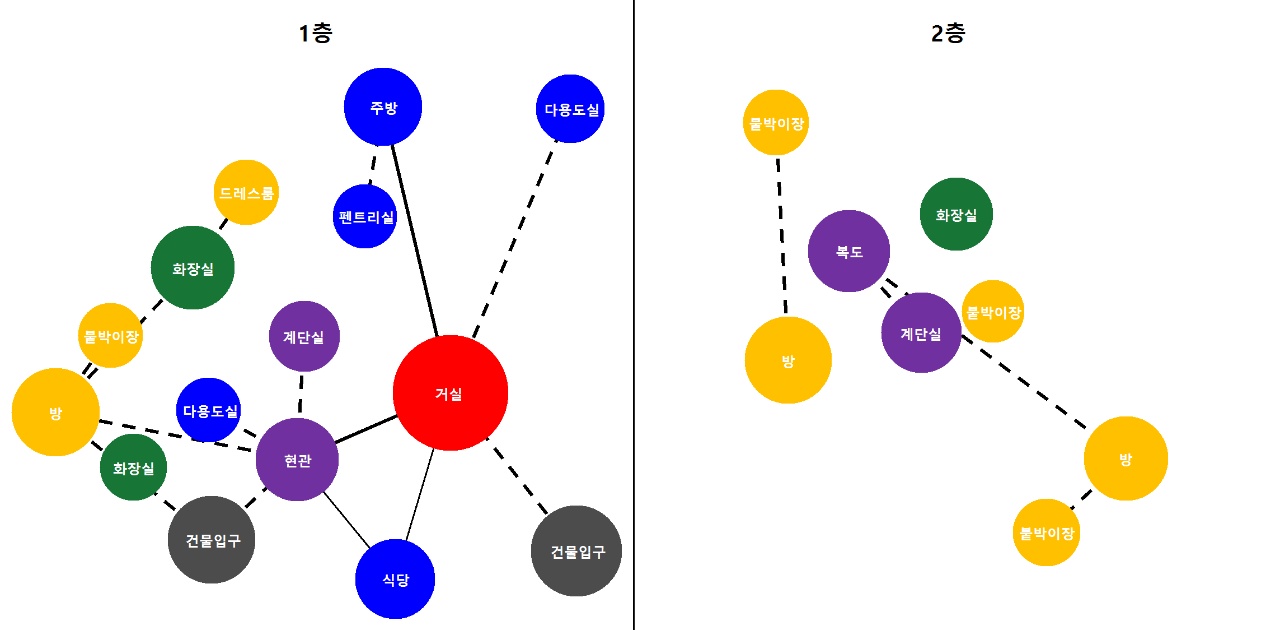 1층
주방
다용도실
드레스룸
펜트리실
화장실
붙박이장
계단실
거실
방
다용도실
현관
화장실
건물입구
건물입구
식당
2층
붙박이장
화장실
복도
붙박이장
계단실
방
방
붙박이장